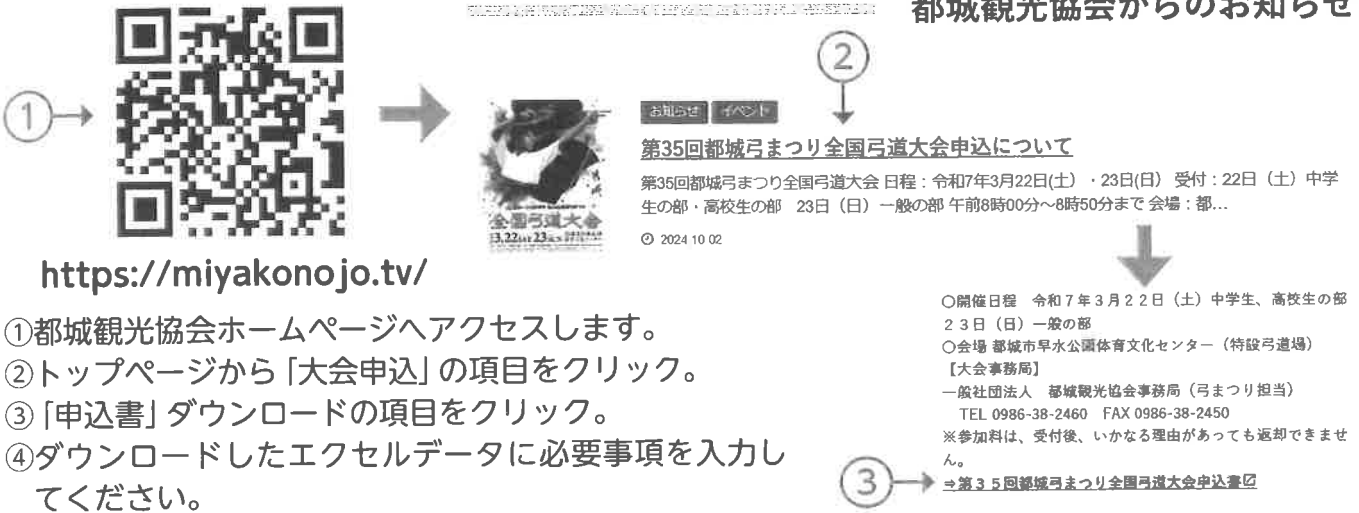 都城観光協会からのお知らせ
①
②
お知らせ イベント
第35回都城弓まつり全国弓道大会申込について
第35回都城弓まつり全国弓道大会 日程：令和7年3月22日(土) ・23日(日) 受付：22日（土）中学
生の部・高校生の部　23日（日）一般の部 午前8時00分～8時50分まで 会場：都...
2024 10 02
全国弓道大会
3.22 23
https://miyakonojo.tv/
①都城観光協会ホームページへアクセスします。
②トップページから「大会申込」の項目をクリック。
③「申込書」ダウンロードの項目をクリック。
④ダウンロードしたエクセルデータに必要事項を入力し
てください。
○開催日程　令和７年３月２２日（土）中学生、高校生の部
２３日（日）一般の部
○会場 都城市早水公園体育文化センター（特設弓道場）
【大会事務局】
一般社団法人　都城観光協会事務局（弓まつり担当）
TEL 0986-38-2460　FAX 0986-38-2450
※参加料は、受付後、いかなる理由があっても返却できませ
ん。
③
⇒第３５回都城弓まつり全国弓道大会申込書